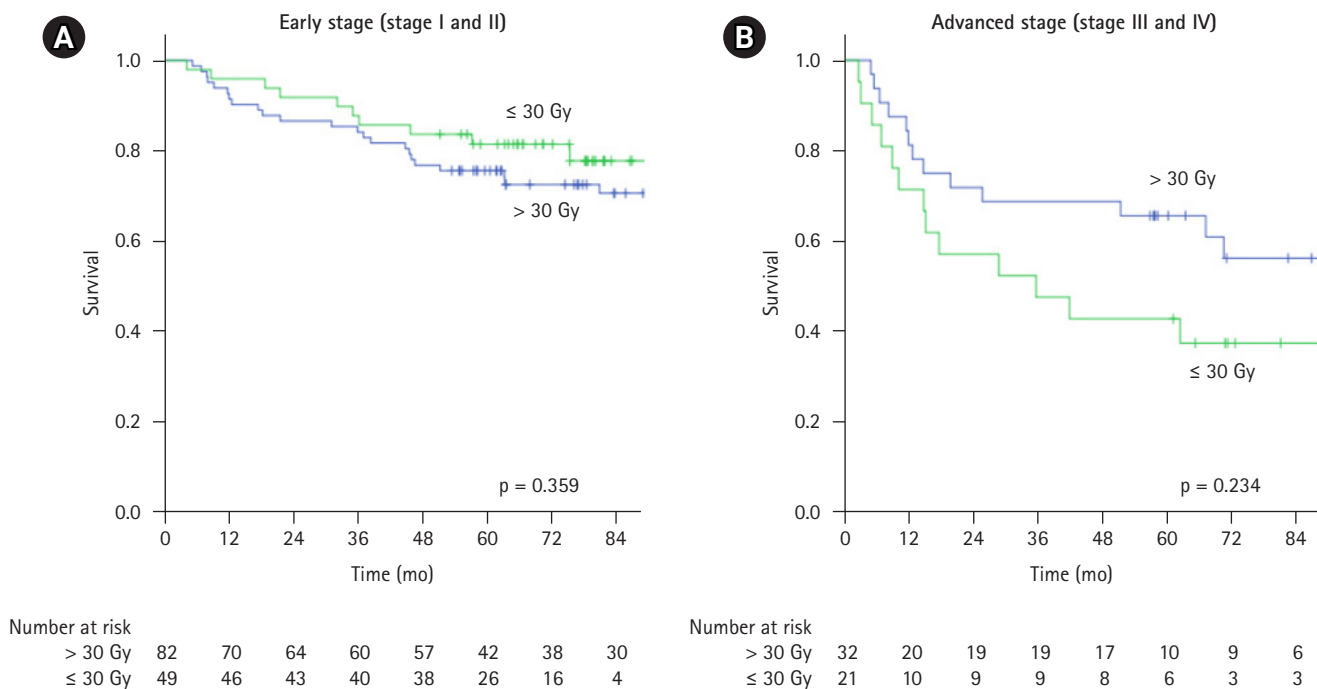 A
Early stage (stage I and II)
1.0
0.8
0.6
0.4
0.2
0.0
Survival
≤ 30 Gy
> 30 Gy
p = 0.359
0 12 24 36 48 60 72 84
Time (mo)
Number at risk
> 30 Gy 82 70 64 60 57 42 38 30
≤ 30 Gy 49 46 43 40 38 26 16 4
B
Advanced stage (stage III and IV)
1.0
0.8
0.6
0.4
0.2
0.0
Survival
> 30 Gy
≤ 30 Gy
p = 0.234
0 12 24 36 48 60 72 84
Time (mo)
Number at risk
> 30 Gy 32 20 19 19 17 10 9 6
≤ 30 Gy 21 10 9 9 8 6 3 3